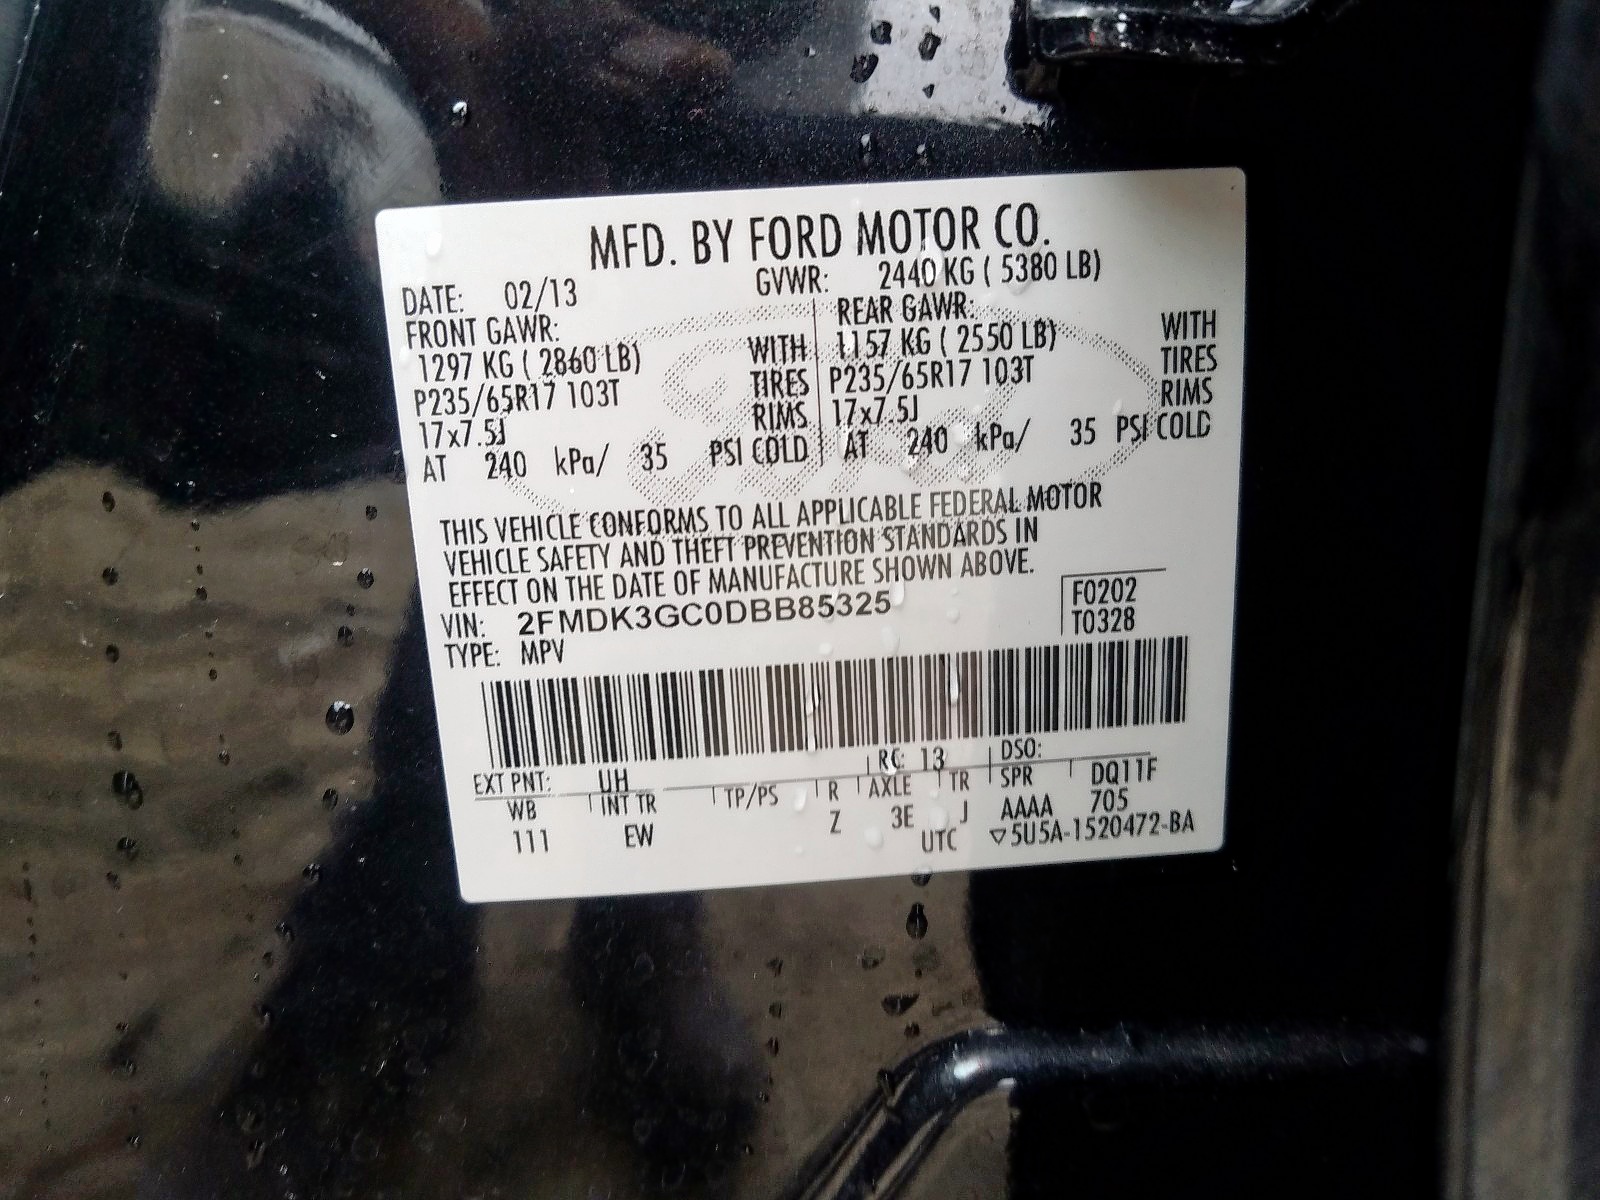 MFD. BY FORD MOTOR CO.
DATE: 02/13 GVWR: 2440 KG ( 5380 LB)
FRONT GAWR: REAR GAWR:
1297 KG ( 2860 LB) WITH 1157 KG ( 2550 LB) WITH
P235/65R17 103T TIRES P235/65R17 103T TIRES
17x7.5J RIMS 17x7.5J RIMS
AT 240 kPa/ 35 PSI COLD AT 240 kPa/ 35 PSI COLD
THIS VEHICLE CONFORMS TO ALL APPLICABLE FEDERAL MOTOR
VEHICLE SAFETY AND THEFT PREVENTION STANDARDS IN
EFFECT ON THE DATE OF MANUFACTURE SHOWN ABOVE.
VIN: 2FMDK3GC0DBB85325 F0202
TYPE: MPV T0328
EXT PNT: UH RC: 13 DSO:
WB INT TR TP/PS R AXLE TR SPR DQ11F
111 EW Z 3E J AAAA 705
UTC ▽5U5A-1520472-BA